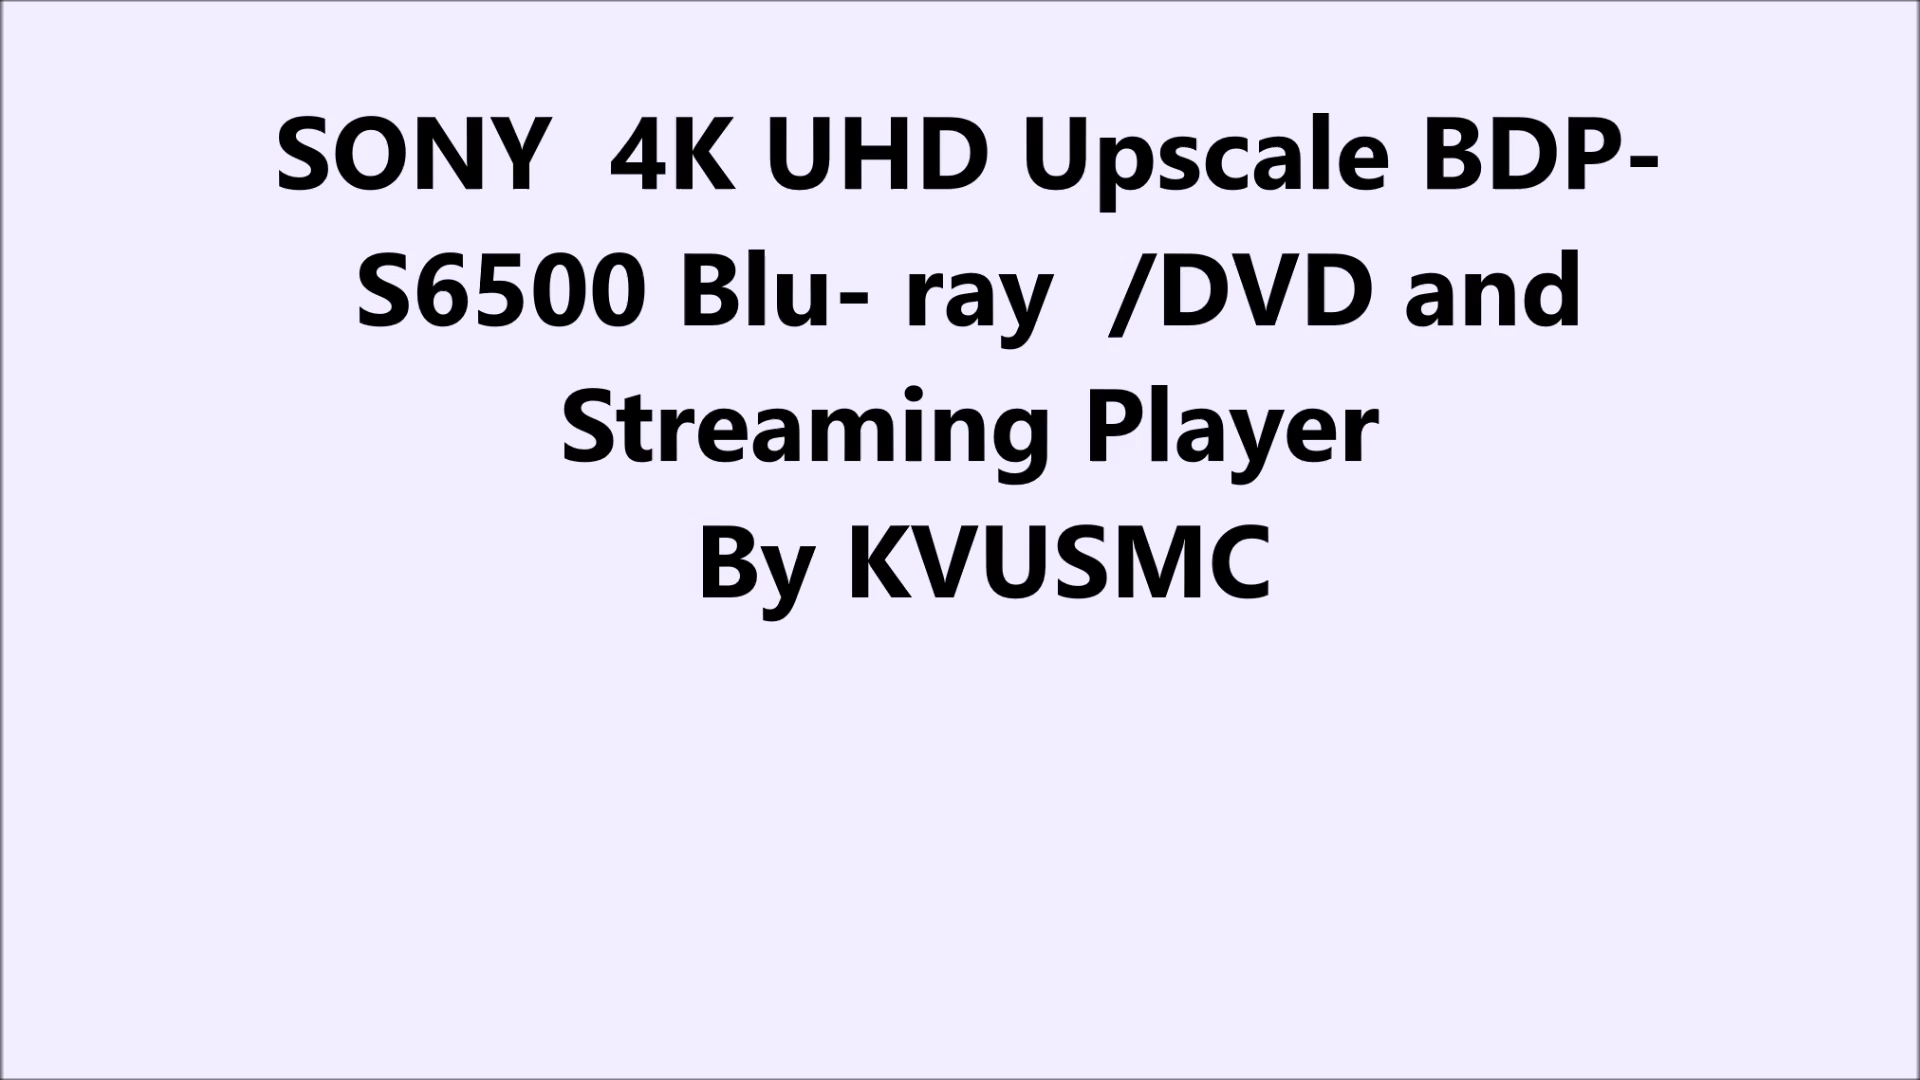 SONY  4K UHD Upscale BDP-
S6500 Blu- ray  /DVD and
Streaming Player
By KVUSMC